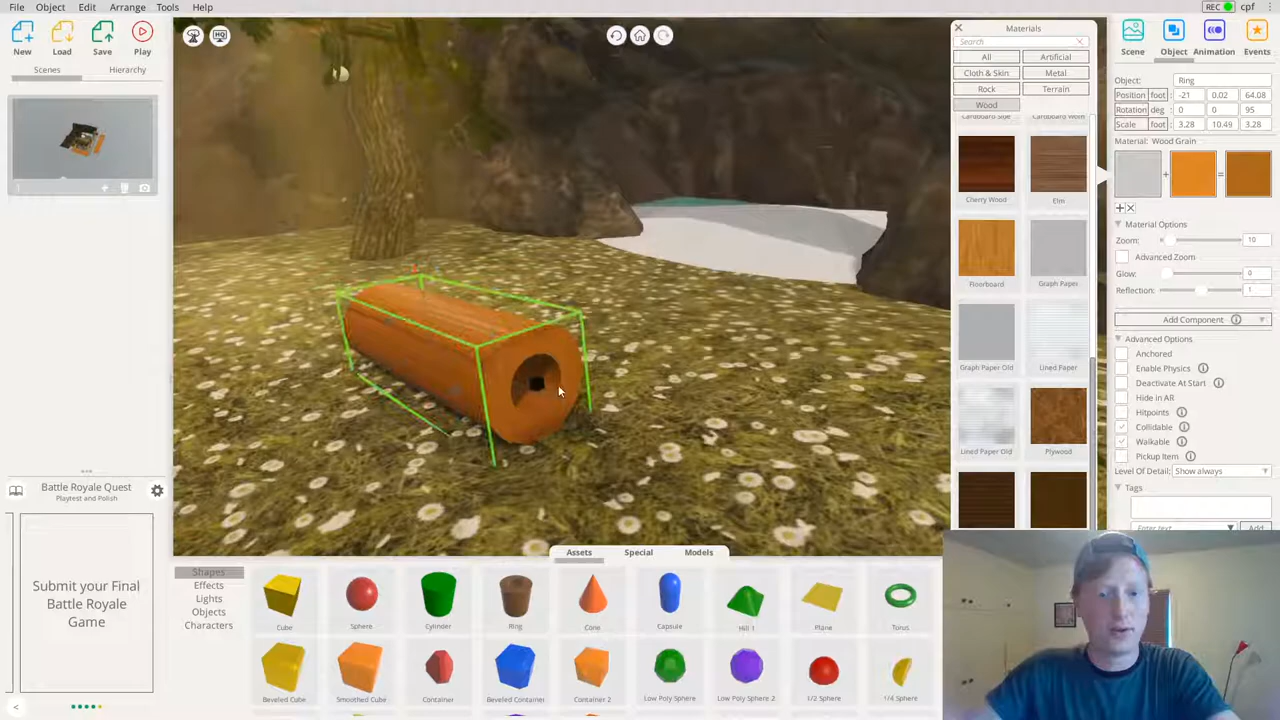 File Object Edit Arrange Tools Help
REC cpf
New Load Save Play
Scenes Hierarchy
HQ
Materials
Search
All Artificial
Cloth & Skin Metal
Rock Terrain
Wood
Cherry Wood Elm
Floorboard Graph Paper
Graph Paper Old Lined Paper
Lined Paper Old Plywood
Scene Object Animation Events
Object: Ring
Position foot : -21 0.02 64.08
Rotation deg : 0 0 95
Scale foot : 3.28 10.49 3.28
Material: Wood Grain
+ =
Material Options
Zoom: 10
Advanced Zoom
Glow: 0
Reflection: 1
Add Component
Advanced Options
Anchored
Enable Physics
Deactivate At Start
Hide in AR
Hitpoints
Collidable
Walkable
Pickup Item
Level Of Detail: Show always
Tags
Enter text Add
Battle Royale Quest
Playtest and Polish
Submit your Final
Battle Royale
Game
Assets Special Models
Shapes
Effects
Lights
Objects
Characters
Cube Sphere Cylinder Ring Cone Capsule Hill 1 Plane Torus
Beveled Cube Smoothed Cube Container Beveled Container Container 2 Low Poly Sphere Low Poly Sphere 2 1/2 Sphere 1/4 Sphere